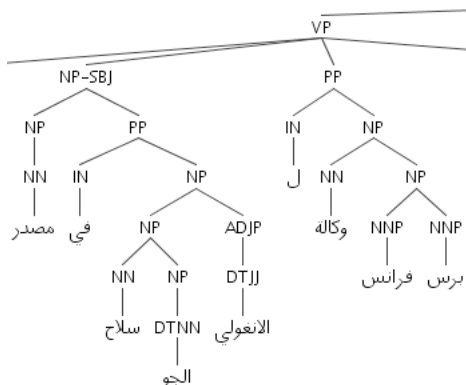 VP
NP-SBJ PP
NP PP IN NP
NN IN NP ل NN NP
مصدر في NP ADJP وكالة NNP NNP
NN NP DTJJ فرانس برس
سلاح DTNN الانغولي
الجو